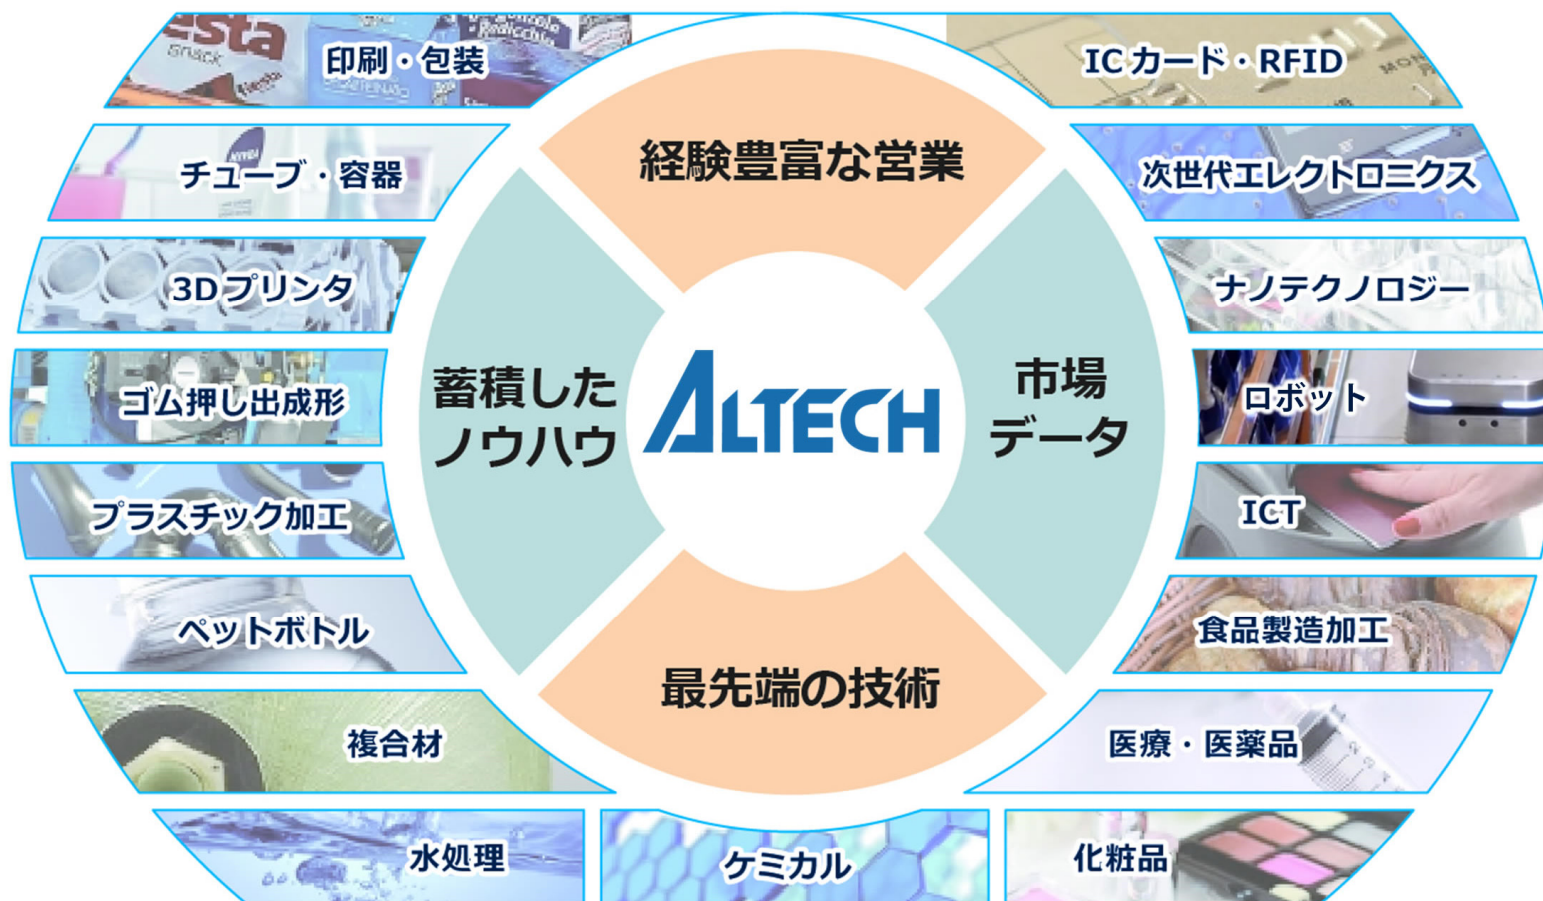 印刷・包装
ICカード・RFID
チューブ・容器
経験豊富な営業
次世代エレクトロニクス
3Dプリンタ
ナノテクノロジー
ゴム押し出成形
蓄積した
ノウハウ
ALTECH
市場
データ
ロボット
プラスチック加工
ICT
ペットボトル
食品製造加工
最先端の技術
複合材
医療・医薬品
水処理
ケミカル
化粧品